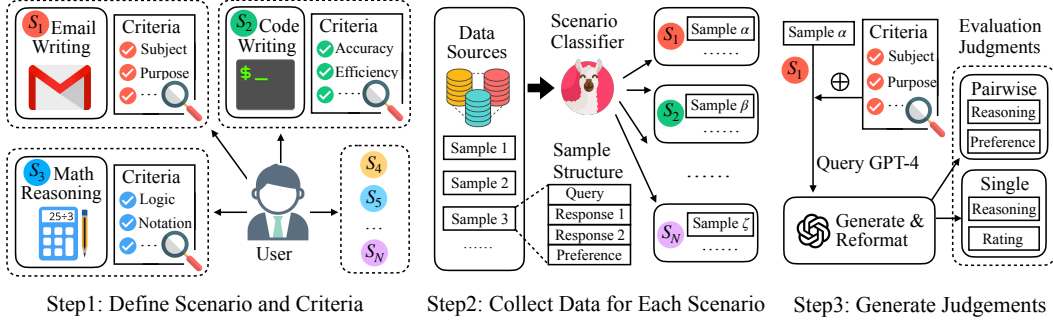 S1 Email
Writing
Criteria
Subject
Purpose
...
S2 Code
Writing
$_
Criteria
Accuracy
Efficiency
...
S3 Math
Reasoning
25÷3
Criteria
Logic
Notation
...
User
S4
S5
...
SN
Step1: Define Scenario and Criteria
Data
Sources
Sample 1
Sample 2
Sample 3
......
Scenario
Classifier
Sample
Structure
Query
Response 1
Response 2
Preference
S1
Sample α
......
S2
Sample β
......
......
SN
Sample ζ
......
Step2: Collect Data for Each Scenario
Sample α
S1
⊕
Criteria
Subject
Purpose
...
Query GPT-4
Generate &
Reformat
Evaluation
Judgments
Pairwise
Reasoning
Preference
Single
Reasoning
Rating
Step3: Generate Judgements